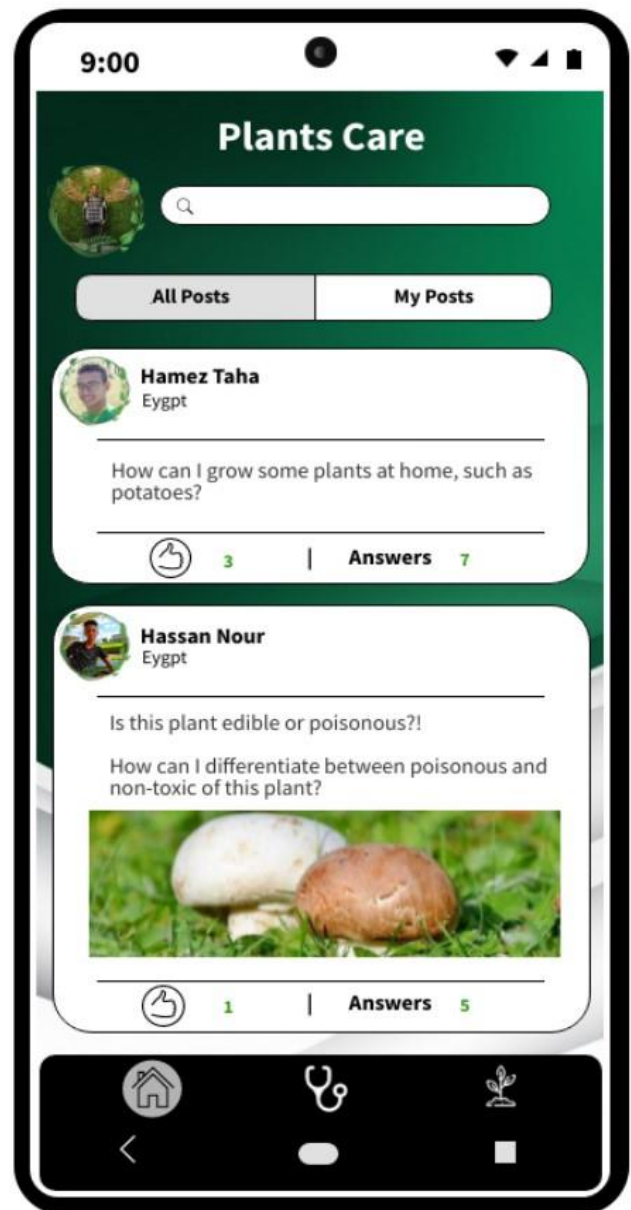 9:00
Plants Care
All Posts
My Posts
Hamez Taha
Eygpt
How can I grow some plants at home, such as
potatoes?
3 | Answers 7
Hassan Nour
Eygpt
Is this plant edible or poisonous?!
How can I differentiate between poisonous and
non-toxic of this plant?
1 | Answers 5